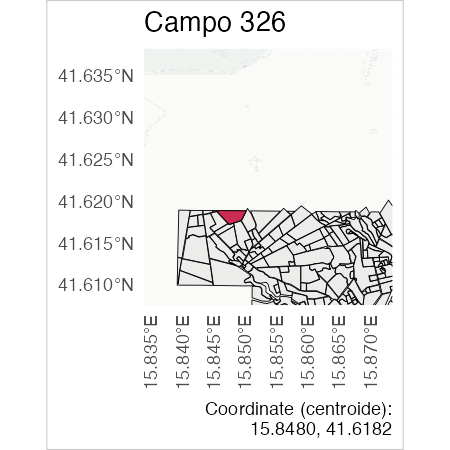 Campo 326
41.635°N
41.630°N
41.625°N
41.620°N
41.615°N
41.610°N
15.835°E
15.840°E
15.845°E
15.850°E
15.855°E
15.860°E
15.865°E
15.870°E
Coordinate (centroide):
15.8480, 41.6182